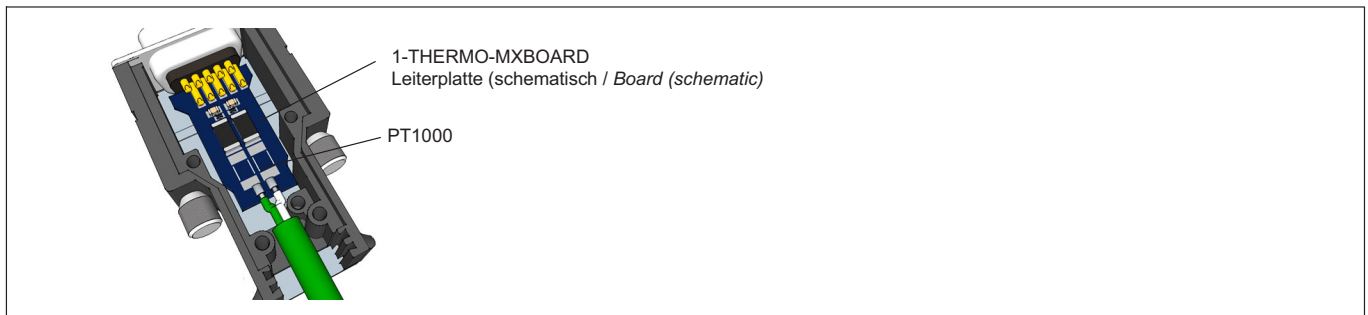 1-THERMO-MXBOARD
Leiterplatte (schematisch / Board (schematic)
PT1000